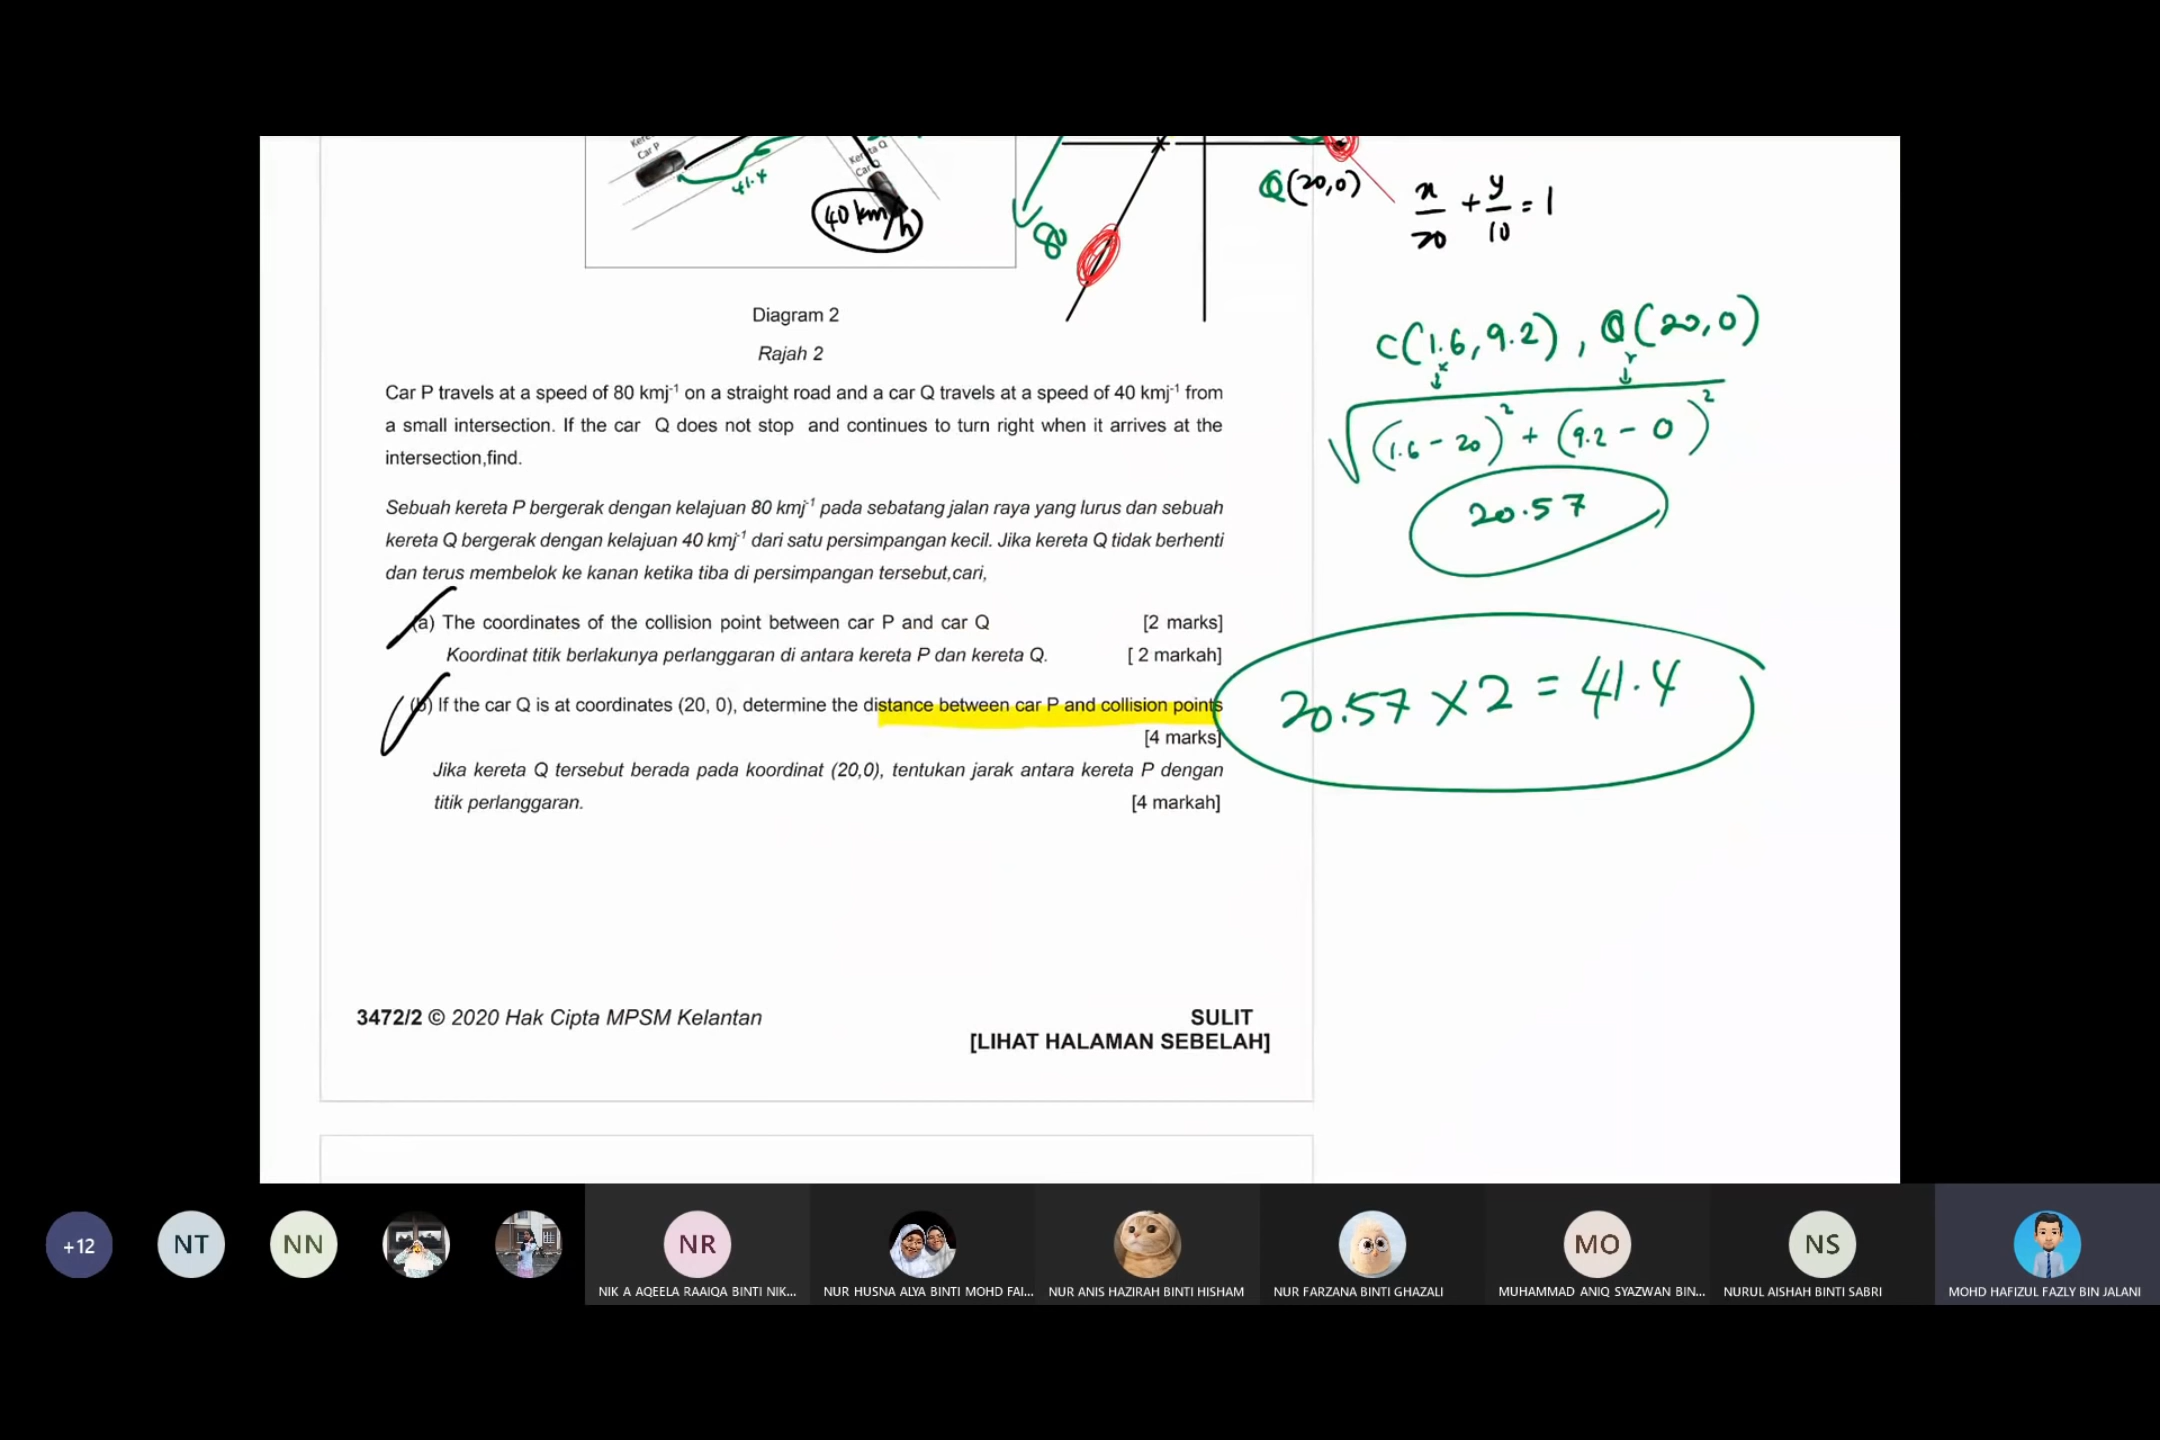 Car P
41.4
Kereta Q
Car Q
40 km/h
8
Q(20,0)
x/20 + y/10 = 1
Diagram 2
Rajah 2
C(1.6,9.2), Q(20,0)
√(1.6-20)² + (9.2-0)²
20.57
Car P travels at a speed of 80 kmj⁻¹ on a straight road and a car Q travels at a speed of 40 kmj⁻¹ from
a small intersection. If the car Q does not stop and continues to turn right when it arrives at the
intersection,find.
Sebuah kereta P bergerak dengan kelajuan 80 kmj⁻¹ pada sebatang jalan raya yang lurus dan sebuah
kereta Q bergerak dengan kelajuan 40 kmj⁻¹ dari satu persimpangan kecil. Jika kereta Q tidak berhenti
dan terus membelok ke kanan ketika tiba di persimpangan tersebut,cari,
(a) The coordinates of the collision point between car P and car Q [2 marks]
Koordinat titik berlakunya perlanggaran di antara kereta P dan kereta Q. [ 2 markah]
(b) If the car Q is at coordinates (20, 0), determine the distance between car P and collision points
[4 marks]
Jika kereta Q tersebut berada pada koordinat (20,0), tentukan jarak antara kereta P dengan
titik perlanggaran. [4 markah]
20.57 × 2 = 41.4
3472/2 © 2020 Hak Cipta MPSM Kelantan
SULIT
[LIHAT HALAMAN SEBELAH]
+12
NT
NN
NR
NIK A AQEELA RAAIQA BINTI NIK...
NUR HUSNA ALYA BINTI MOHD FAI...
NUR ANIS HAZIRAH BINTI HISHAM
NUR FARZANA BINTI GHAZALI
MO
MUHAMMAD ANIQ SYAZWAN BIN...
NS
NURUL AISHAH BINTI SABRI
MOHD HAFIZUL FAZLY BIN JALANI